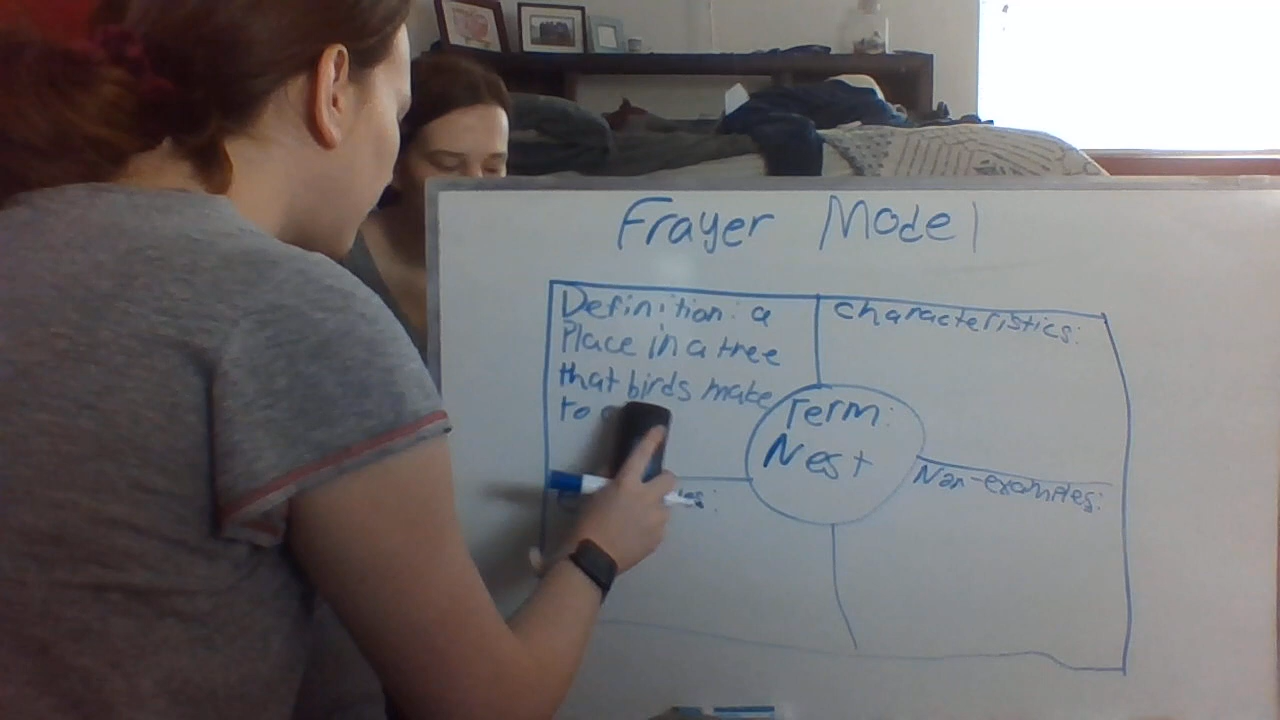 Frayer Model
Definition: a
Place in a tree
that birds make
to
Characteristics:
Term:
Nest
Non-examples: